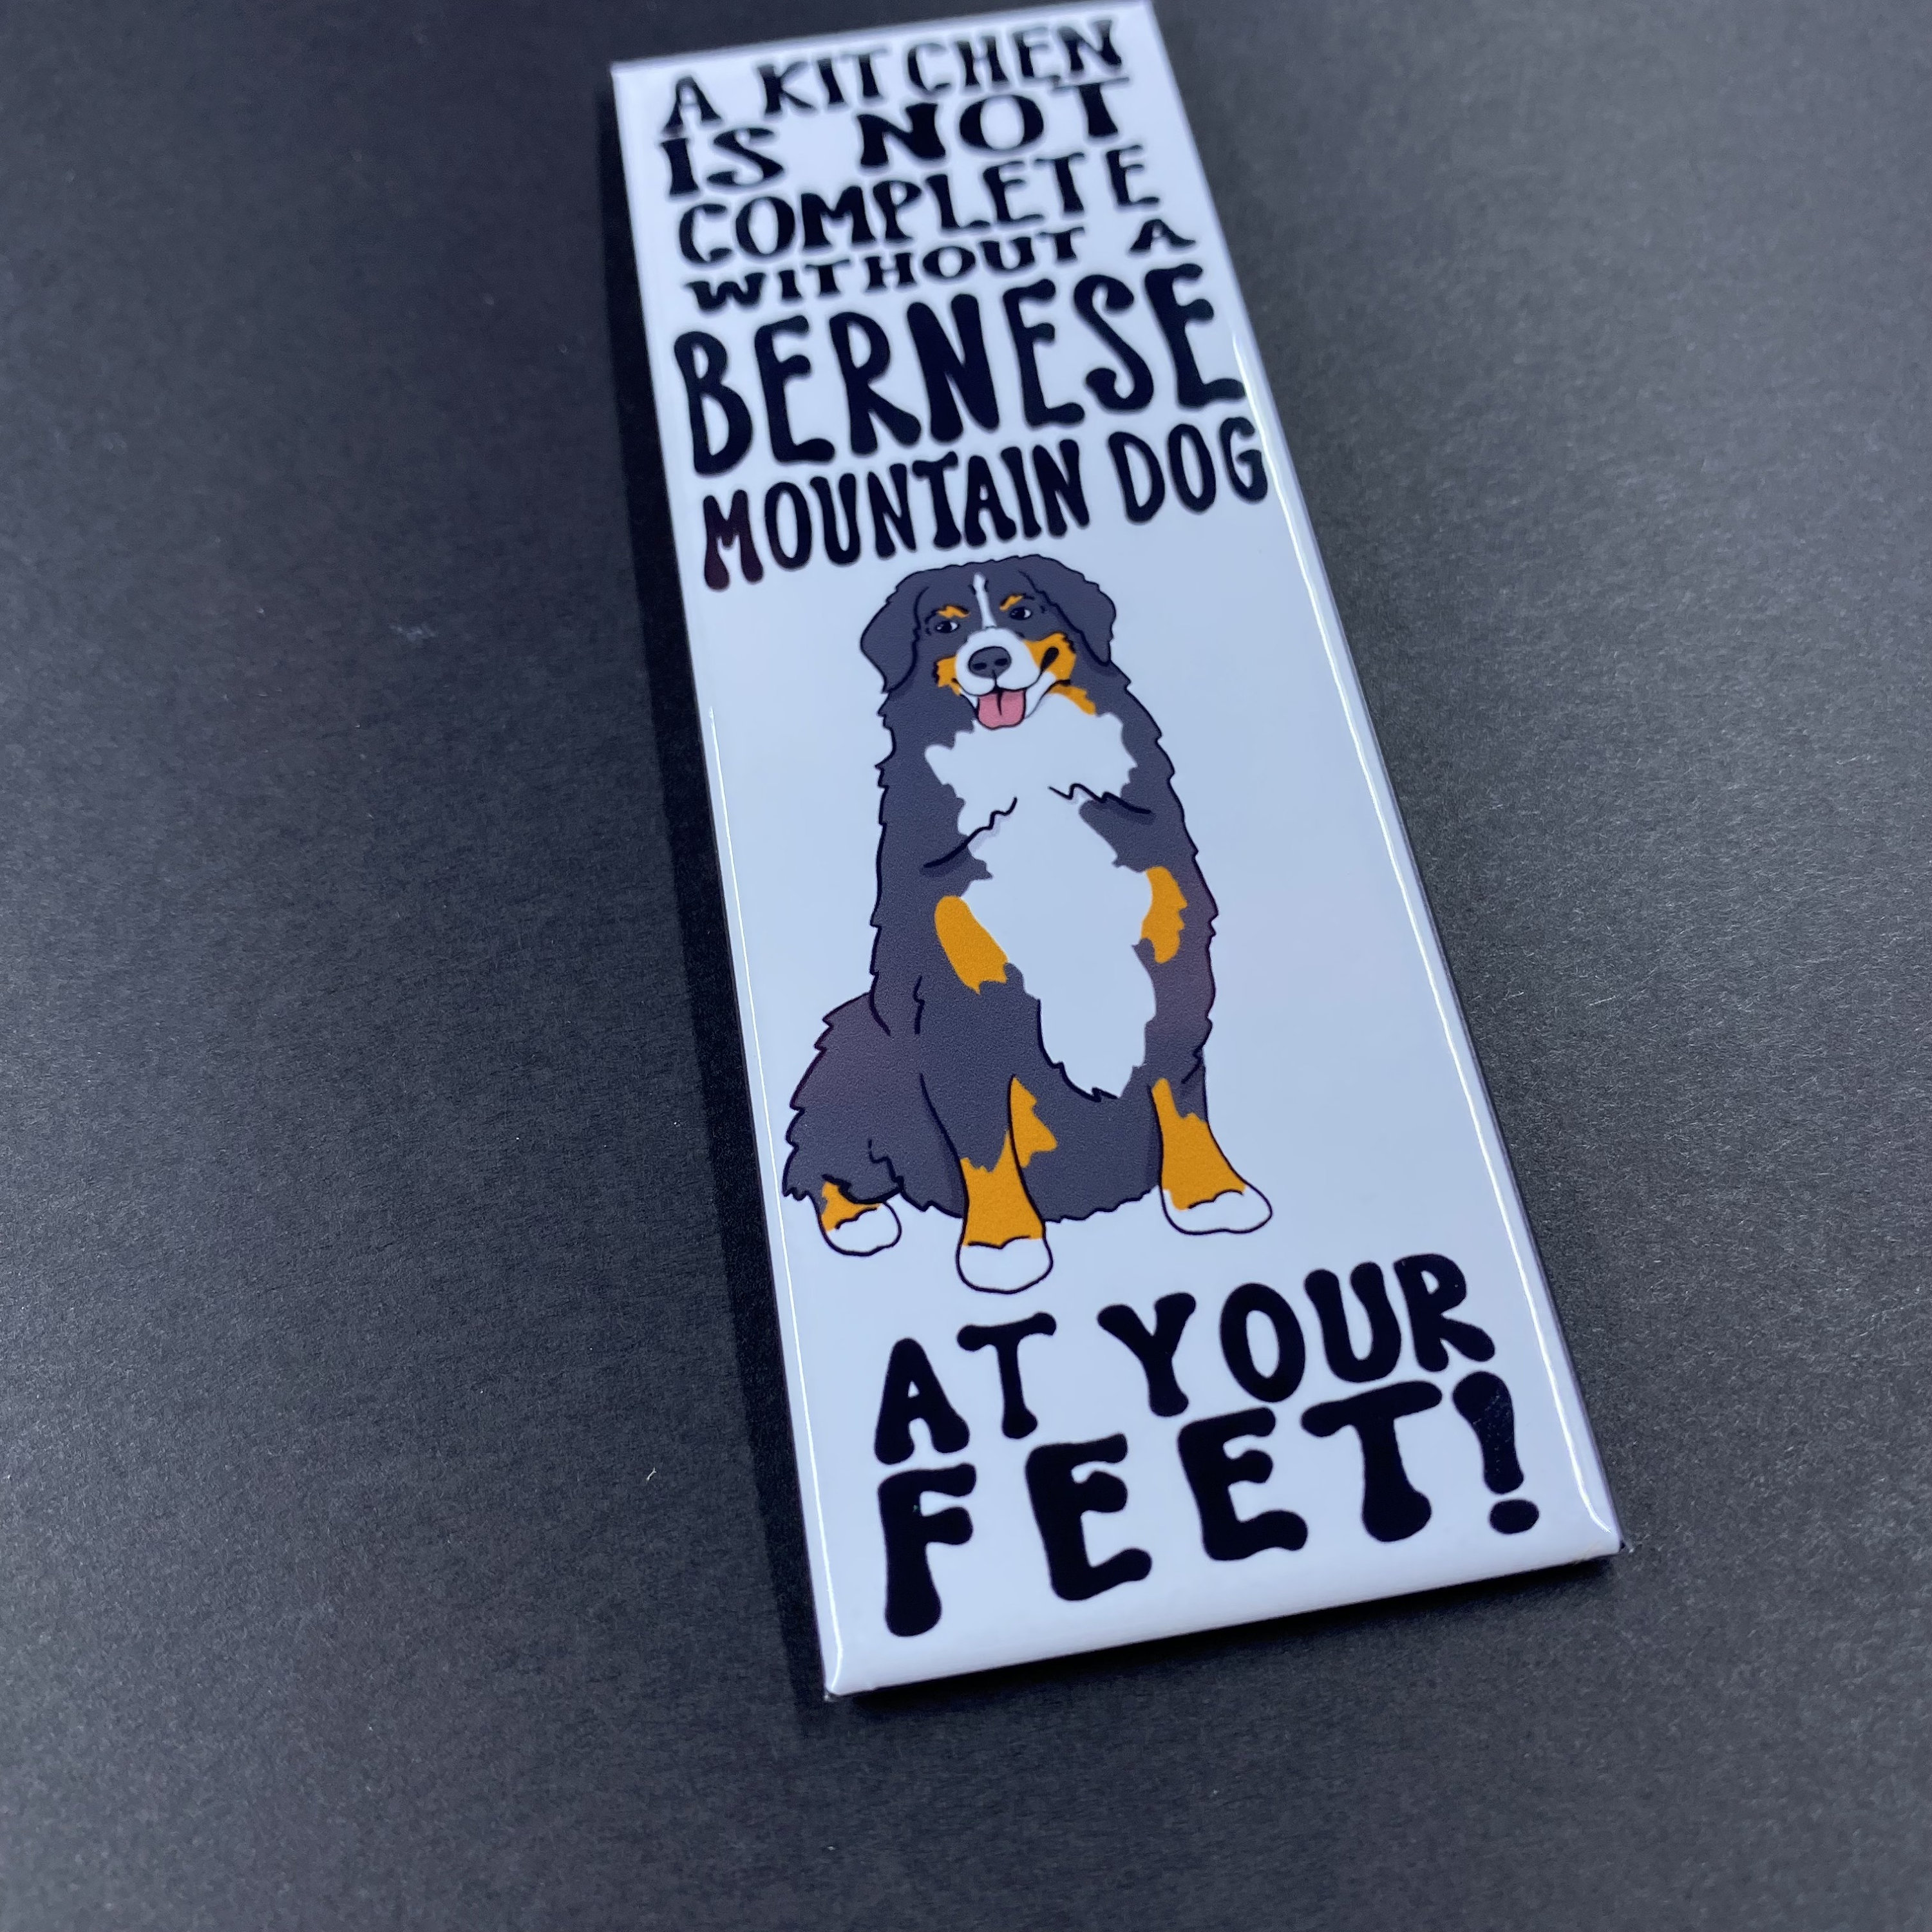 A KITCHEN
IS NOT
COMPLETE
WITHOUT A
BERNESE
MOUNTAIN DOG
AT YOUR
FEET!